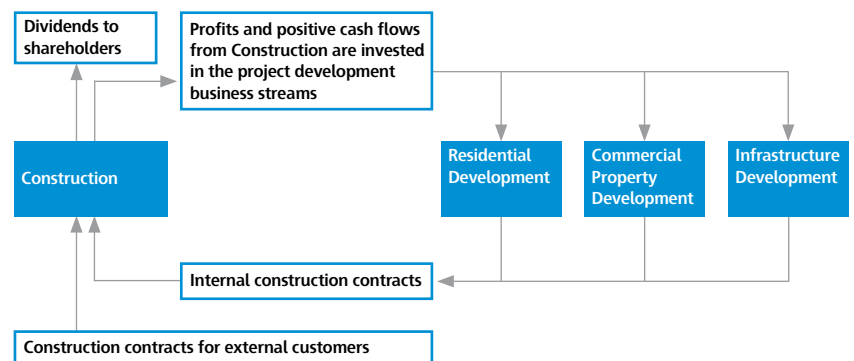 Dividends to
shareholders
Profits and positive cash flows
from Construction are invested
in the project development
business streams
Construction
Residential
Development
Commercial
Property
Development
Infrastructure
Development
Internal construction contracts
Construction contracts for external customers